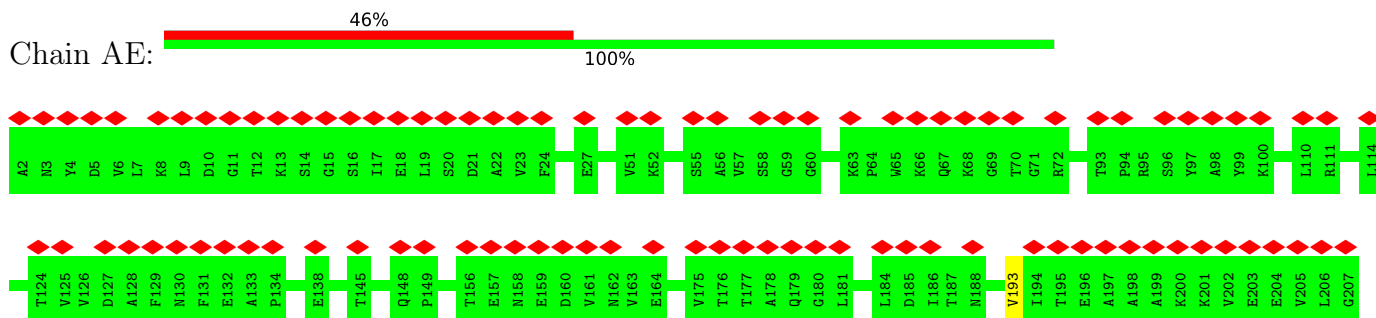 46%
Chain AE:
100%
A2 N3 Y4 D5 V6 L7 K8 L9 D10 G11 T12 K13 S14 G15 S16 I17 E18 L19 S20 D21 A22 V23 F24 E27 V51 K52 S55 A56 V57 S58 G59 G60 K63 P64 W65 K66 Q67 K68 G69 T70 G71 R72 T93 P94 R95 S96 Y97 A98 Y99 K100 L110 R111 L114
T124 V125 V126 D127 A128 F129 N130 F131 E132 A133 P134 E138 T145 Q148 P149 T156 E157 N158 E159 D160 V161 N162 V163 E164 V175 T176 T177 A178 Q179 G180 L181 L184 D185 I186 T187 N188 V193 I194 T195 E196 A197 A198 A199 K200 K201 V202 E203 E204 V205 L206 G207